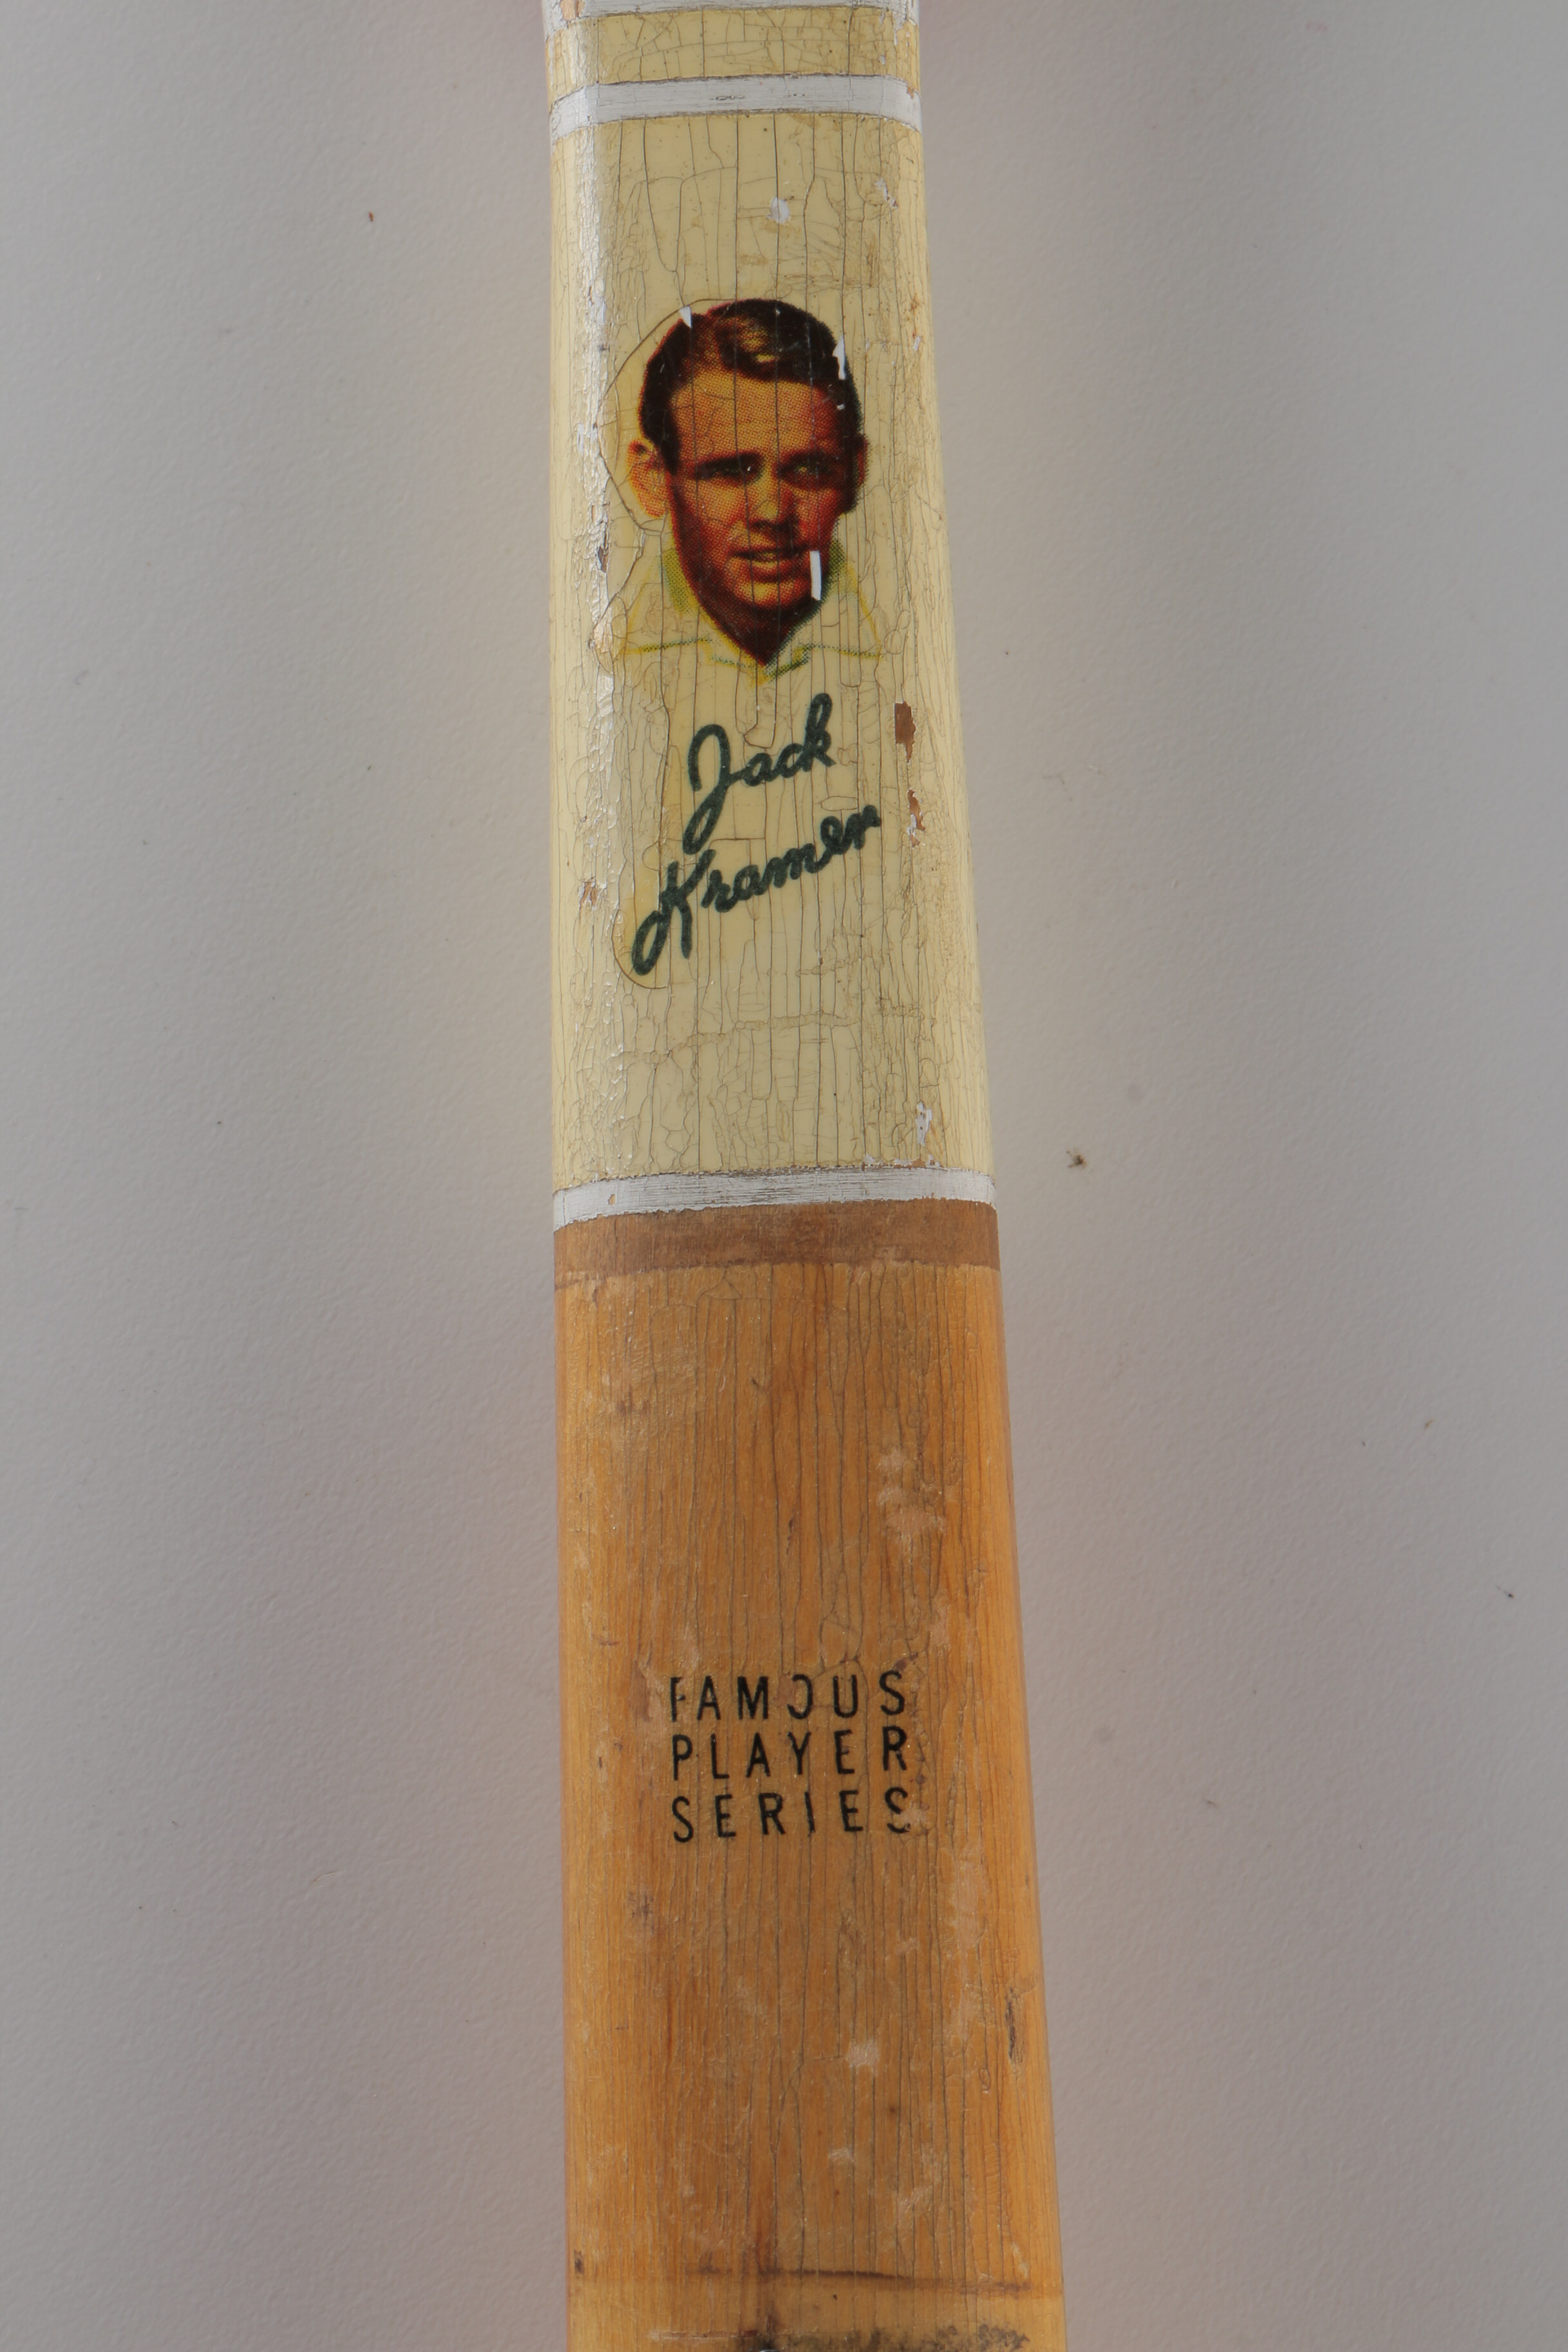 Jack
Kramer
FAMOUS
PLAYER
SERIES